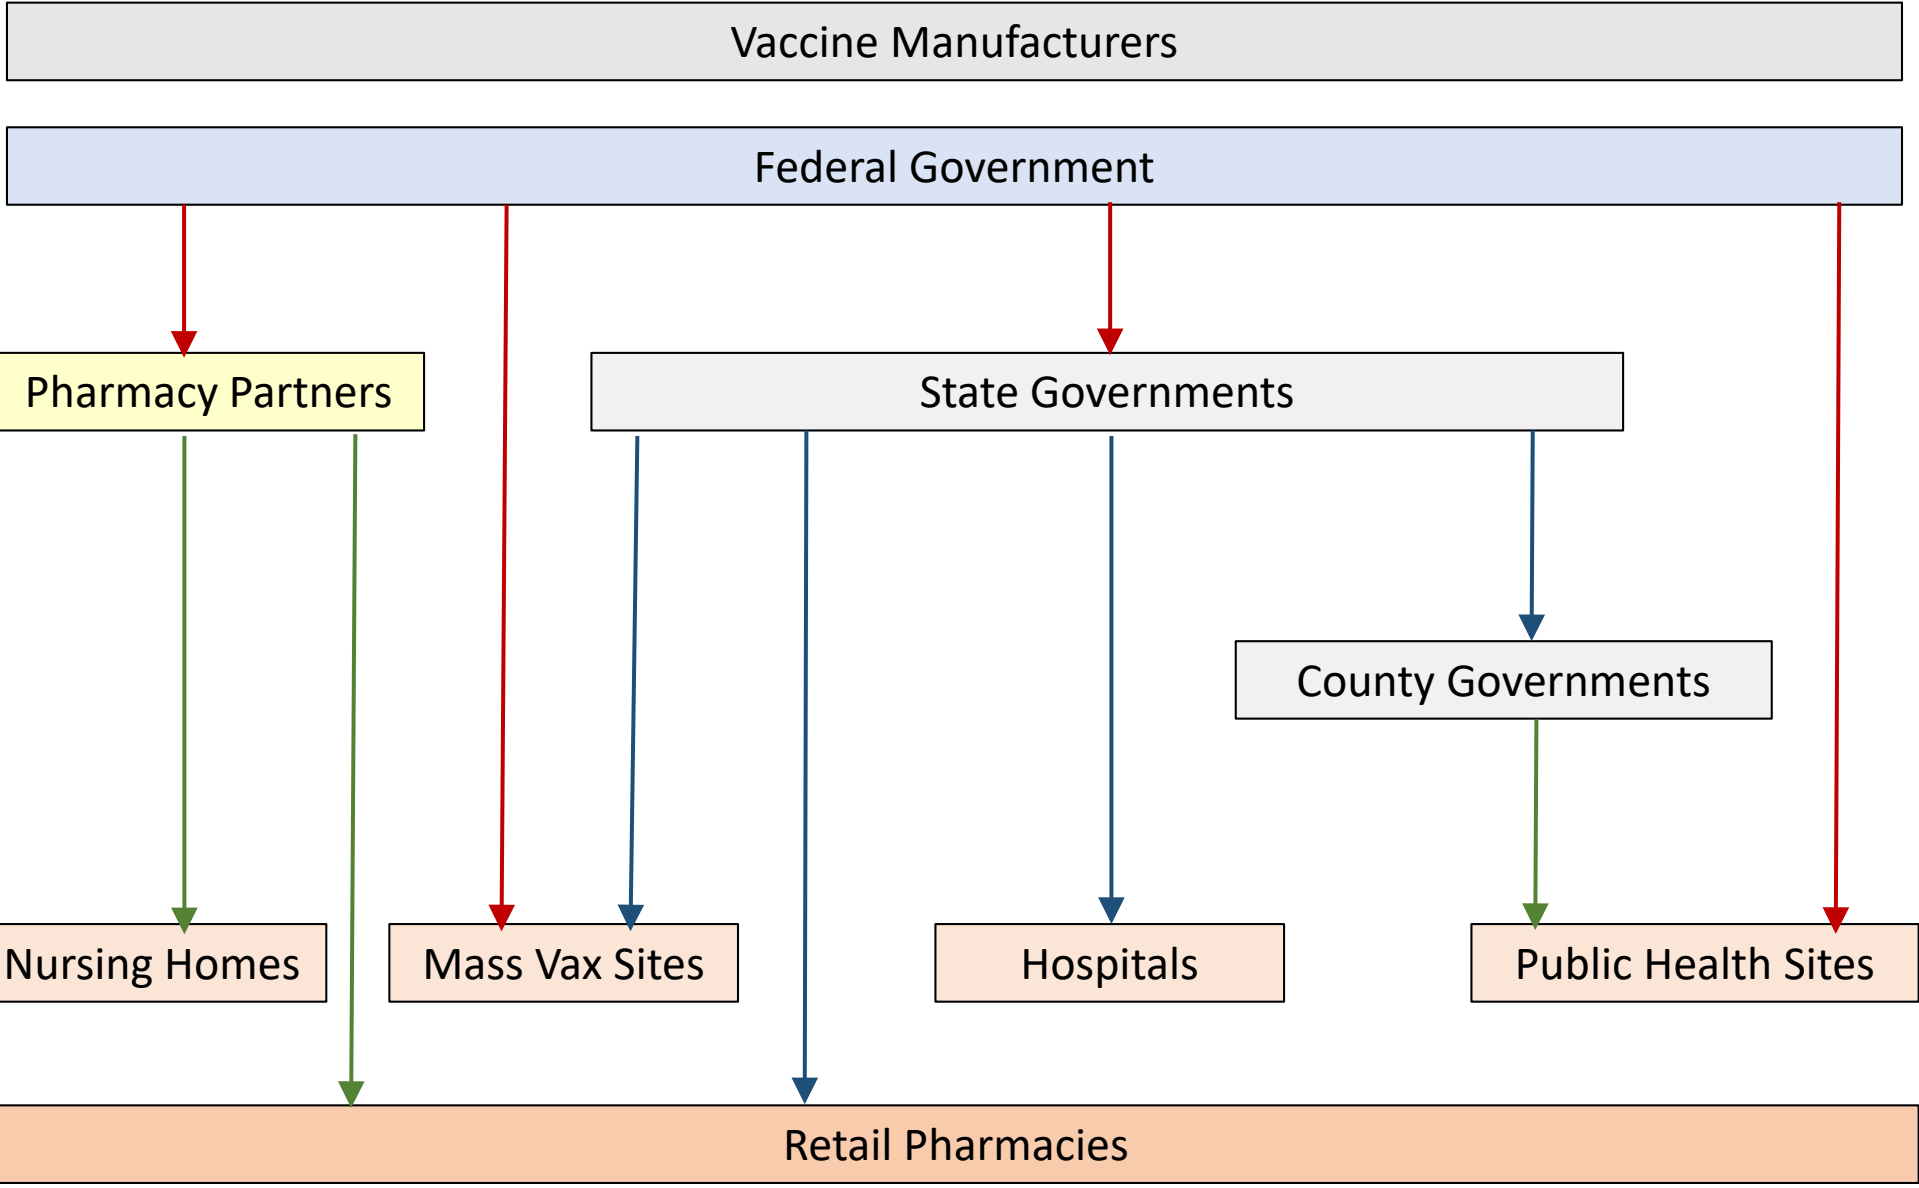 Vaccine Manufacturers
Federal Government
Pharmacy Partners
State Governments
County Governments
Nursing Homes
Mass Vax Sites
Hospitals
Public Health Sites
Retail Pharmacies